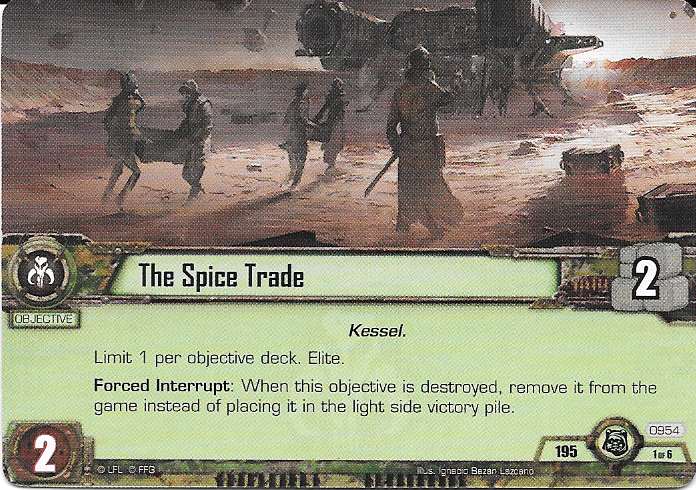 The Spice Trade
2
OBJECTIVE
Kessel.
Limit 1 per objective deck. Elite.
Forced Interrupt: When this objective is destroyed, remove it from the
game instead of placing it in the light side victory pile.
2
© LFL © FFG
Illus. Ignacio Bazán Lazcano
195
0954
1 OF 6